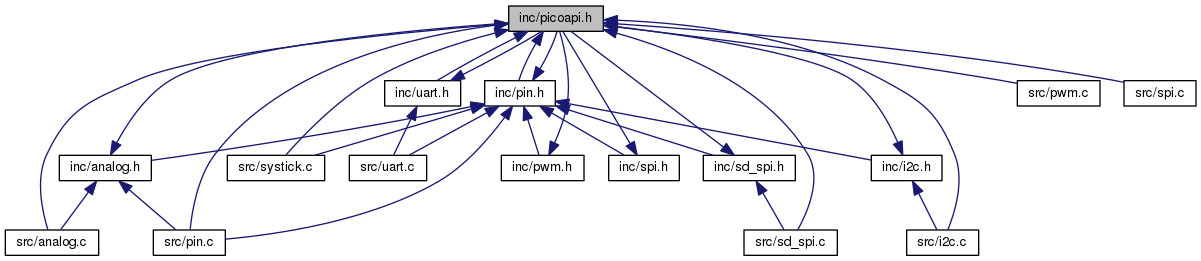 inc/picoapi.h
inc/uart.h
inc/pin.h
src/pwm.c
src/spi.c
inc/analog.h
src/systick.c
src/uart.c
inc/pwm.h
inc/spi.h
inc/sd_spi.h
inc/i2c.h
src/analog.c
src/pin.c
src/sd_spi.c
src/i2c.c